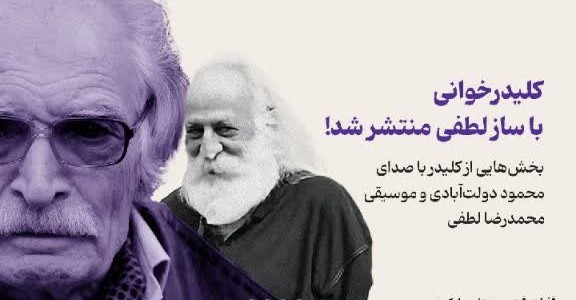 کلیدرخوانی
با ساز لطفی منتشر شد!
بخش‌هایی از کلیدر با صدای
محمود دولت‌آبادی و موسیقی
محمدرضا لطفی